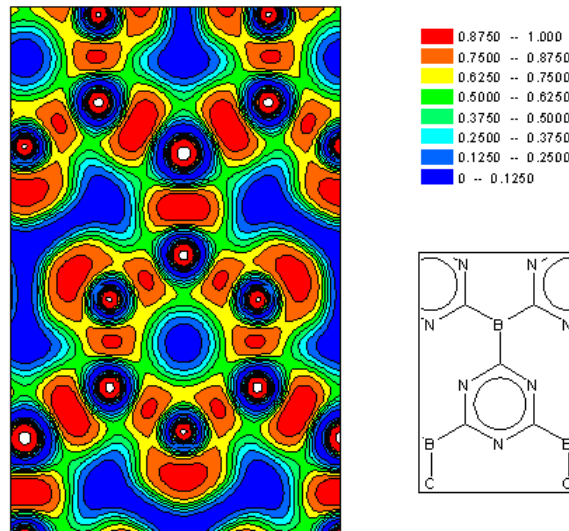 0.8750 -- 1.000
0.7500 -- 0.8750
0.6250 -- 0.7500
0.5000 -- 0.6250
0.3750 -- 0.5000
0.2500 -- 0.3750
0.1250 -- 0.2500
0 -- 0.1250
N N
N B N
N N
B N B
C C